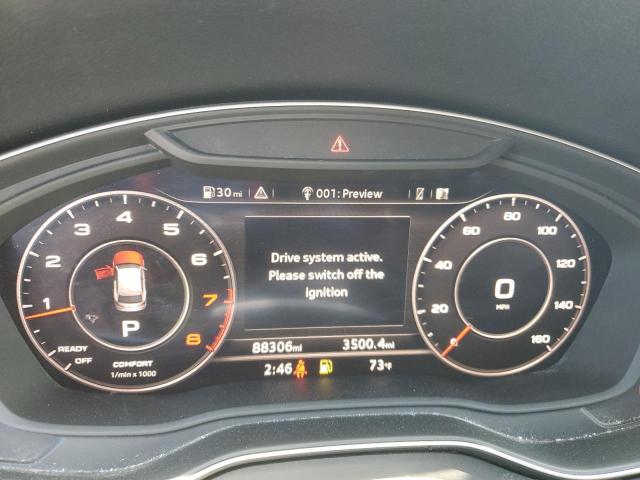 30 mi
001: Preview
1 2 3 4 5 6 7 8
P
READY
OFF
COMFORT
1/min x 1000
Drive system active.
Please switch off the
ignition
20 40 60 80 100 120 140 160
0
MPH
88306mi 3500.4mi
2:46 73°F